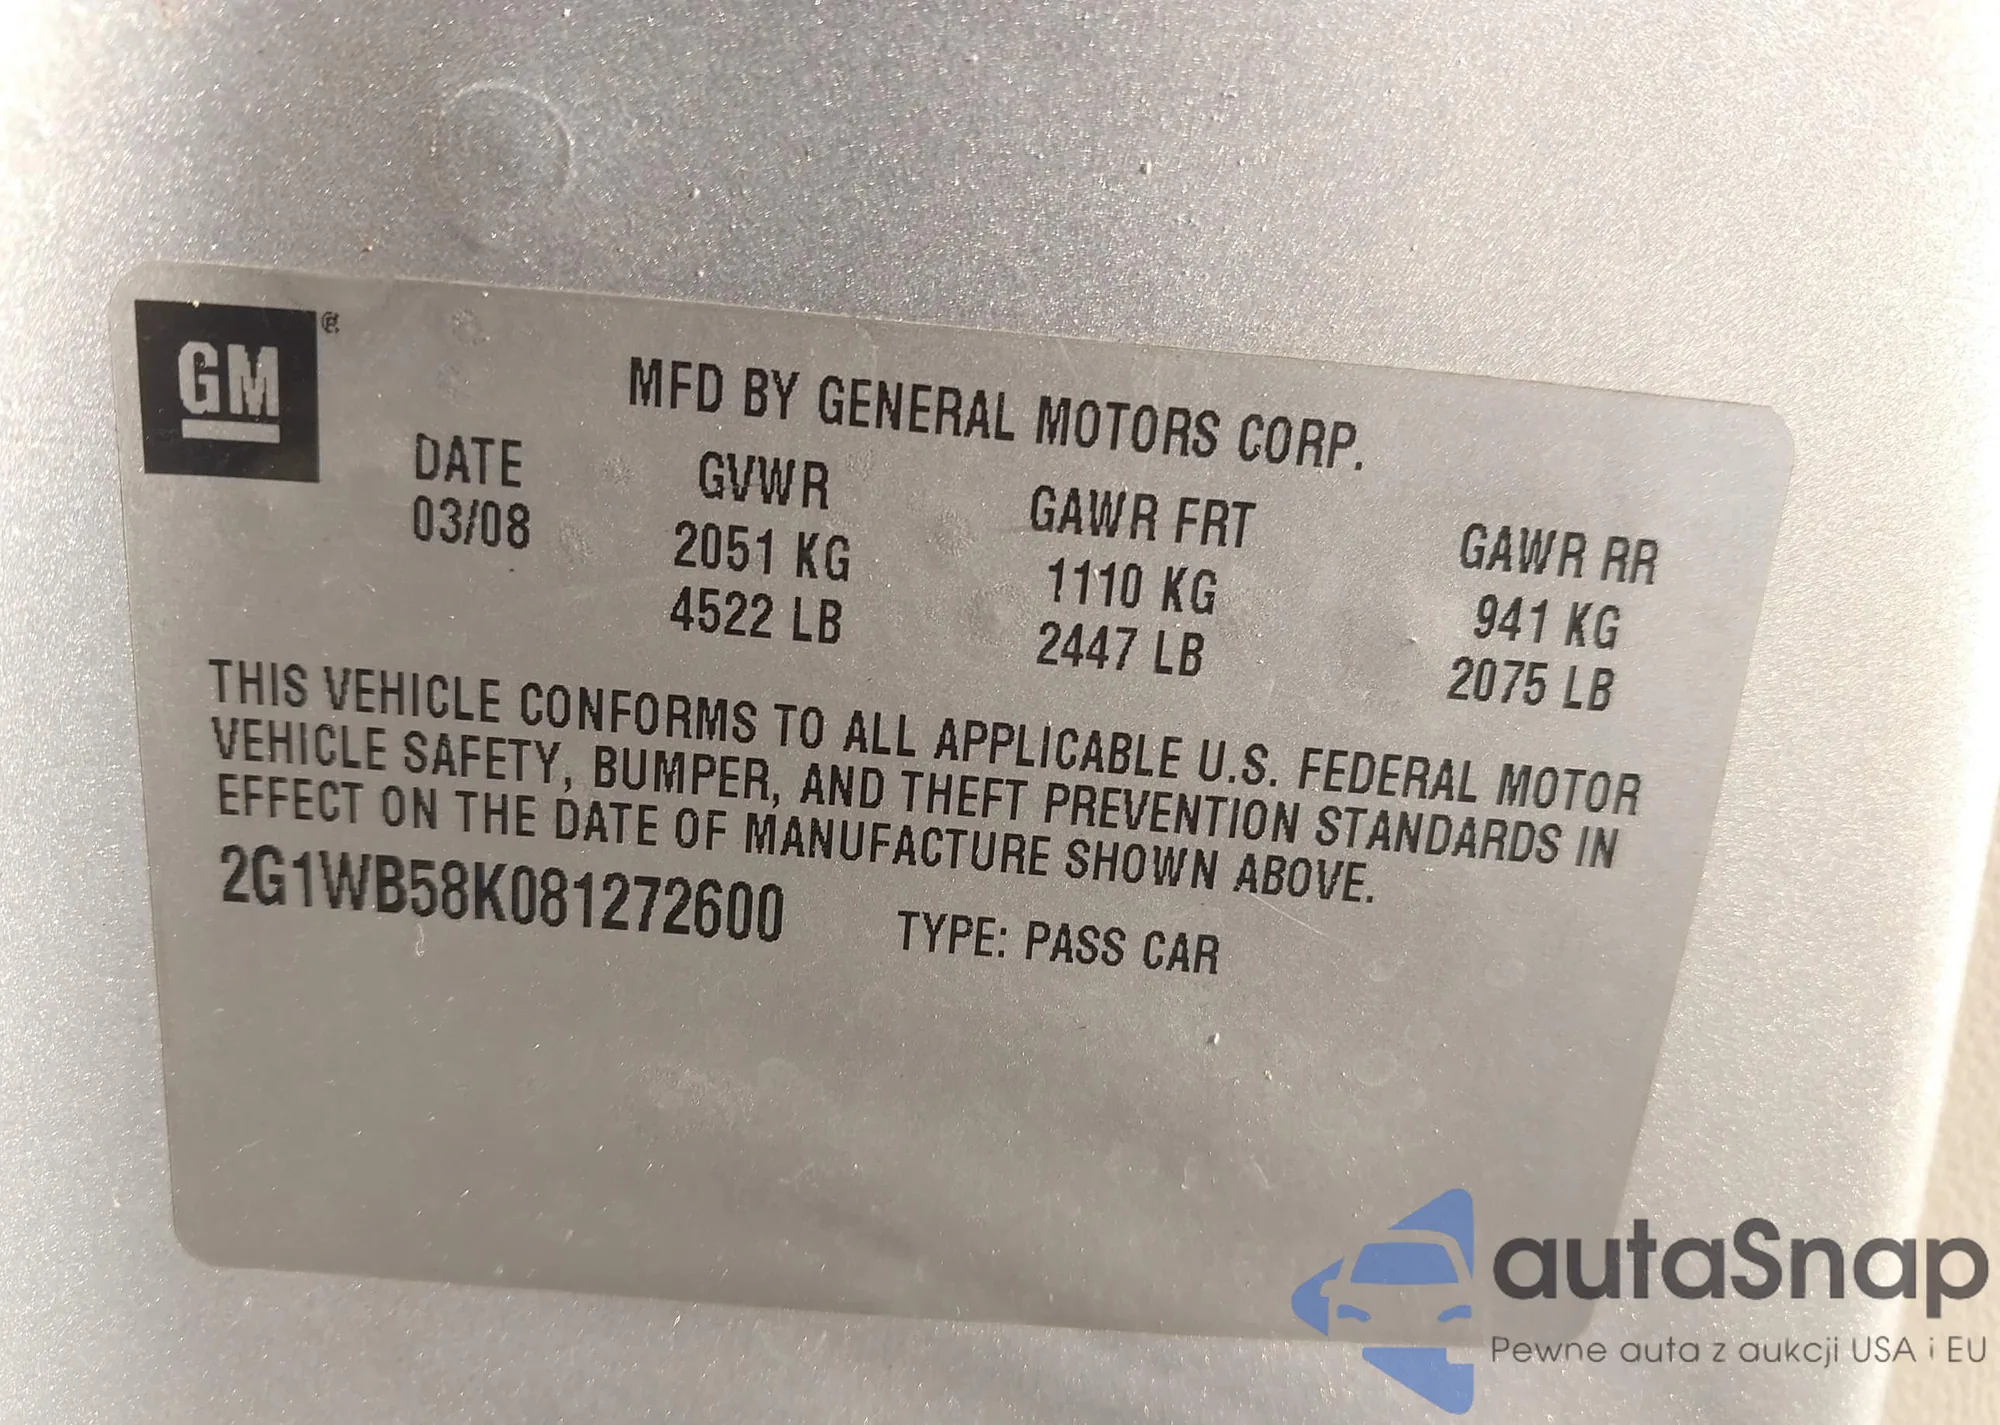 GM
MFD BY GENERAL MOTORS CORP.
DATE GVWR GAWR FRT GAWR RR
03/08 2051 KG 1110 KG 941 KG
4522 LB 2447 LB 2075 LB
THIS VEHICLE CONFORMS TO ALL APPLICABLE U.S. FEDERAL MOTOR
VEHICLE SAFETY, BUMPER, AND THEFT PREVENTION STANDARDS IN
EFFECT ON THE DATE OF MANUFACTURE SHOWN ABOVE.
2G1WB58K081272600 TYPE: PASS CAR
autaSnap
Pewne auta z aukcji USA i EU